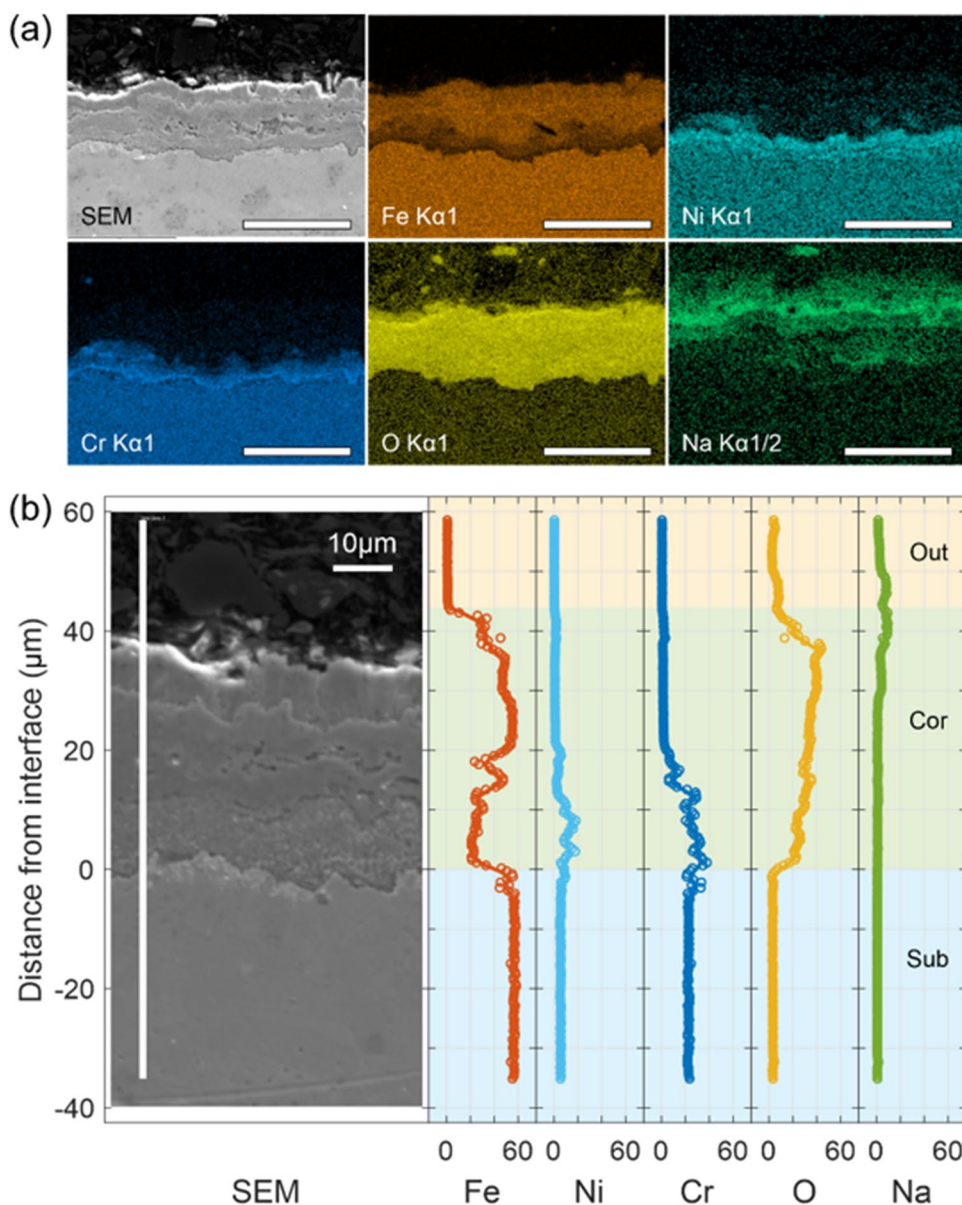 (a)
SEM
Fe Kα1
Ni Kα1
Cr Kα1
O Kα1
Na Kα1/2
(b)
60
40
20
0
-20
-40
Distance from interface (μm)
10μm
Out
Cor
Sub
0 60 0 60 0 60 0 60 0 60
SEM Fe Ni Cr O Na